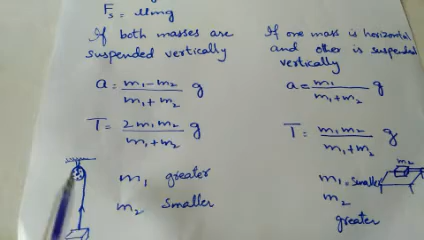 Fs = μmg
If both masses are
suspended vertically
a = m₁-m₂ / m₁+m₂ g
T = 2m₁m₂ / m₁+m₂ g
m₁ greater
m₂ smaller
If one mass is horizontal
and other is suspended
vertically
a = m₁ / m₁+m₂ g
T = m₁m₂ / m₁+m₂ g
m₁ = smaller
m₂
greater
m₂